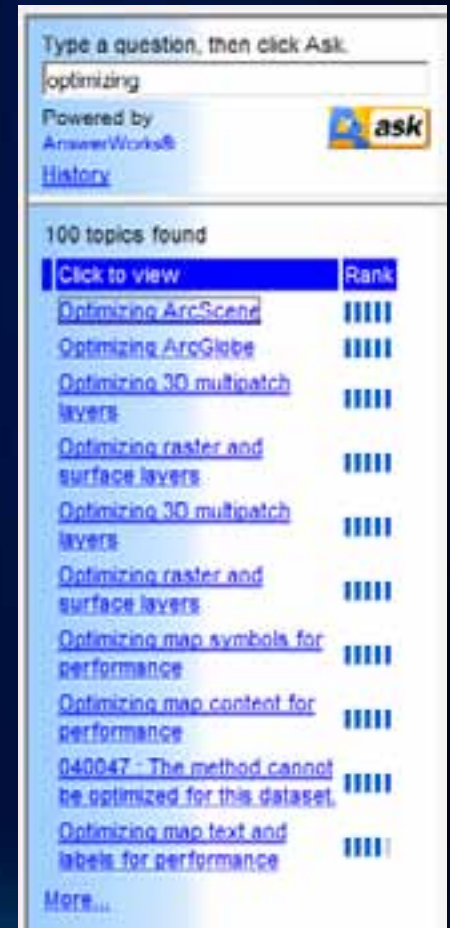 Type a question, then click Ask.
optimizing
Powered by
AnswerWorks®
ask
History
100 topics found
Click to view Rank
Optimizing ArcScene
Optimizing ArcGlobe
Optimizing 3D multipatch
layers
Optimizing raster and
surface layers
Optimizing 3D multipatch
layers
Optimizing raster and
surface layers
Optimizing map symbols for
performance
Optimizing map content for
performance
040047 : The method cannot
be optimized for this dataset.
Optimizing map text and
labels for performance
More...